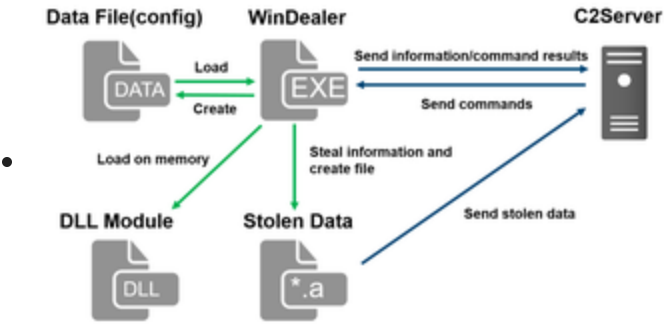 Data File(config)
WinDealer
C2Server
DATA
Load
Create
EXE
Send information/command results
Send commands
Load on memory
Steal information and
create file
Send stolen data
DLL Module
Stolen Data
DLL
*.a